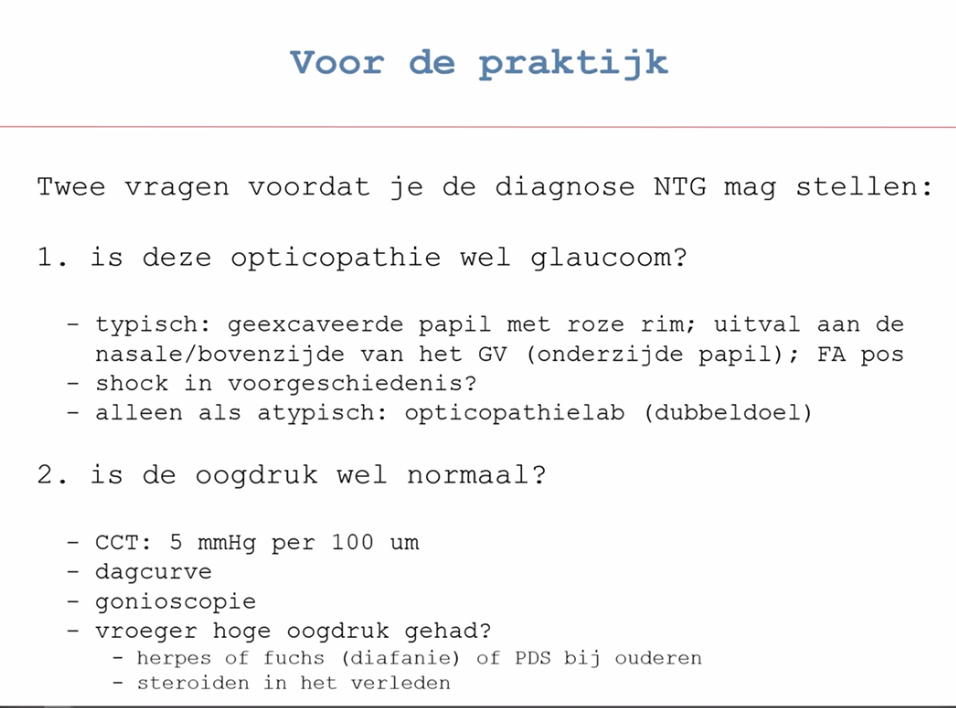 Voor de praktijk
Twee vragen voordat je de diagnose NTG mag stellen:
1. is deze opticopathie wel glaucoom?
- typisch: geexcaveerde papil met roze rim; uitval aan de
nasale/bovenzijde van het GV (onderzijde papil); FA pos
- shock in voorgeschiedenis?
- alleen als atypisch: opticopathielab (dubbeldoel)
2. is de oogdruk wel normaal?
- CCT: 5 mmHg per 100 um
- dagcurve
- gonioscopie
- vroeger hoge oogdruk gehad?
- herpes of fuchs (diafanie) of PDS bij ouderen
- steroiden in het verleden